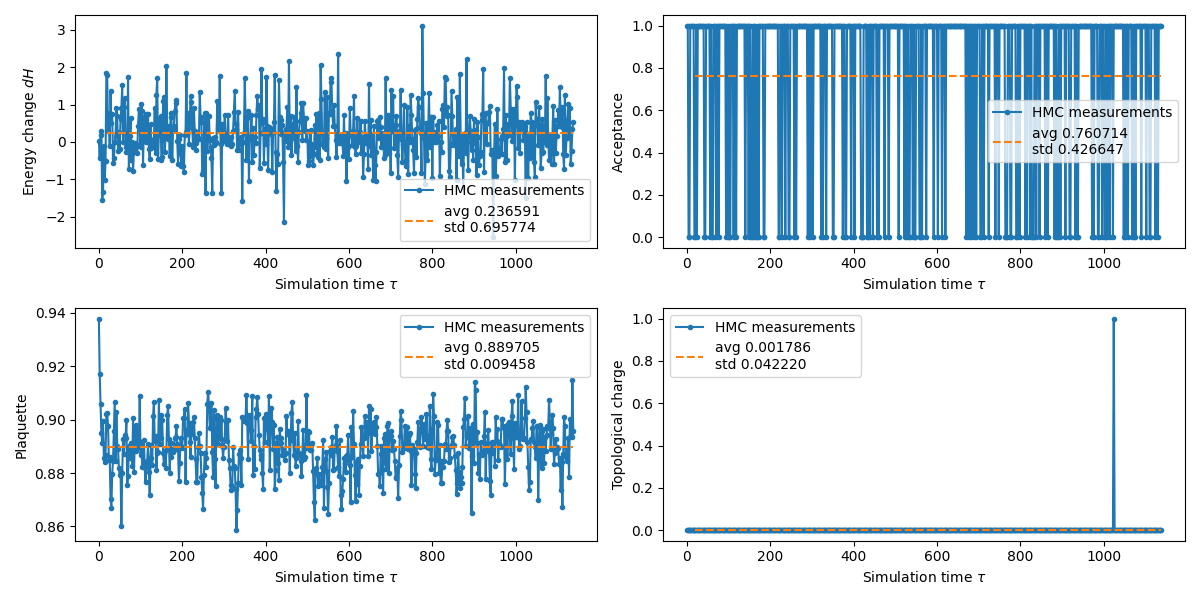 3
2
1
0
−1
−2
Energy change dH
0
200
400
600
800
1000
Simulation time τ
HMC measurements
avg 0.236591
std 0.695774
1.0
0.8
0.6
0.4
0.2
0.0
Acceptance
0
200
400
600
800
1000
Simulation time τ
HMC measurements
avg 0.760714
std 0.426647
0.94
0.92
0.90
0.88
0.86
Plaquette
0
200
400
600
800
1000
Simulation time τ
HMC measurements
avg 0.889705
std 0.009458
1.0
0.8
0.6
0.4
0.2
0.0
Topological charge
0
200
400
600
800
1000
Simulation time τ
HMC measurements
avg 0.001786
std 0.042220